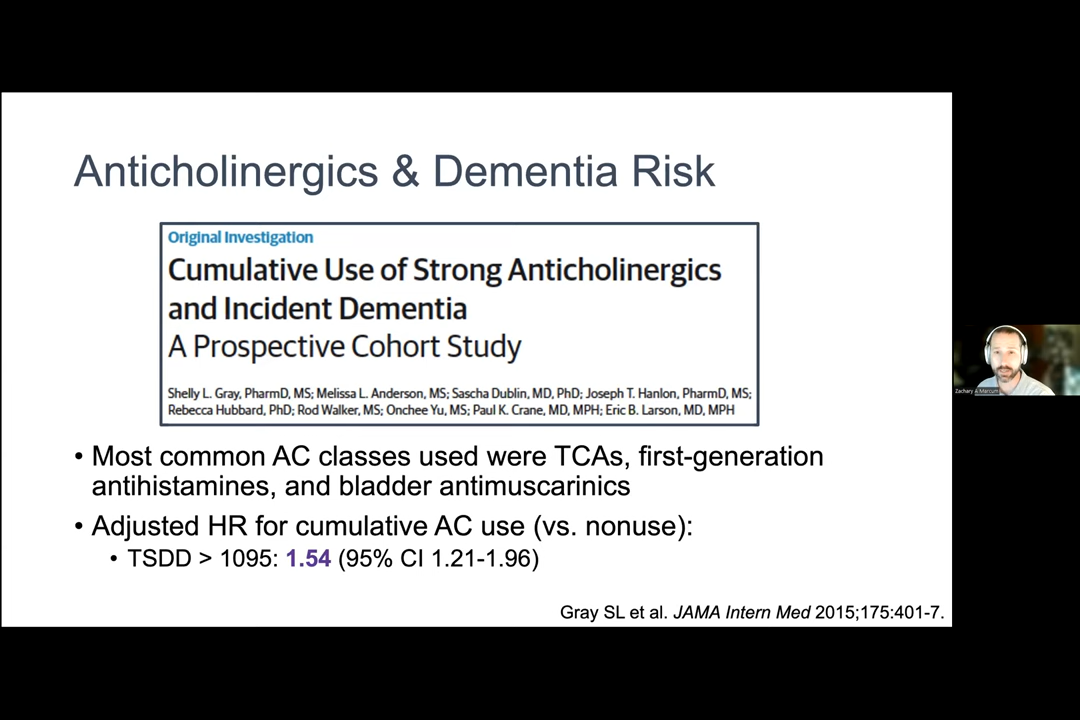 Anticholinergics & Dementia Risk
Original Investigation
Cumulative Use of Strong Anticholinergics
and Incident Dementia
A Prospective Cohort Study
Shelly L. Gray, PharmD, MS; Melissa L. Anderson, MS; Sascha Dublin, MD, PhD; Joseph T. Hanlon, PharmD, MS;
Rebecca Hubbard, PhD; Rod Walker, MS; Onchee Yu, MS; Paul K. Crane, MD, MPH; Eric B. Larson, MD, MPH
• Most common AC classes used were TCAs, first-generation
antihistamines, and bladder antimuscarinics
• Adjusted HR for cumulative AC use (vs. nonuse):
• TSDD > 1095: 1.54 (95% CI 1.21-1.96)
Gray SL et al. JAMA Intern Med 2015;175:401-7.
Zachary A. Marcum